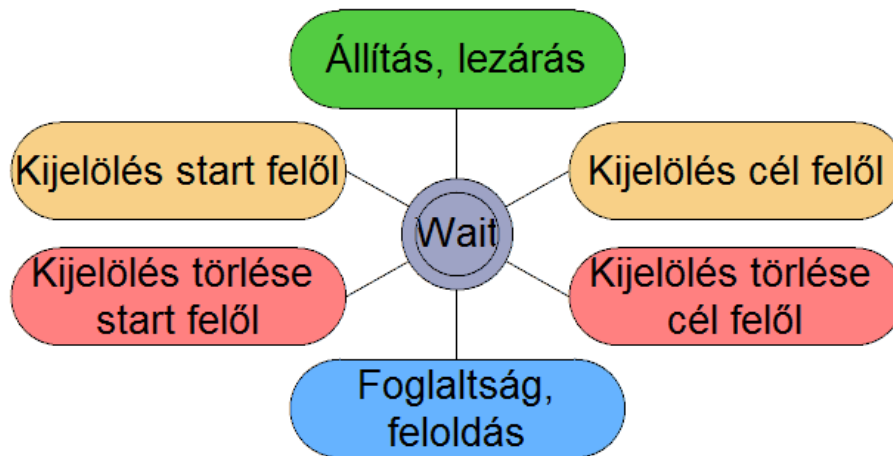 Állítás, lezárás
Kijelölés start felől
Kijelölés cél felől
Wait
Kijelölés törlése
start felől
Kijelölés törlése
cél felől
Foglaltság,
feloldás